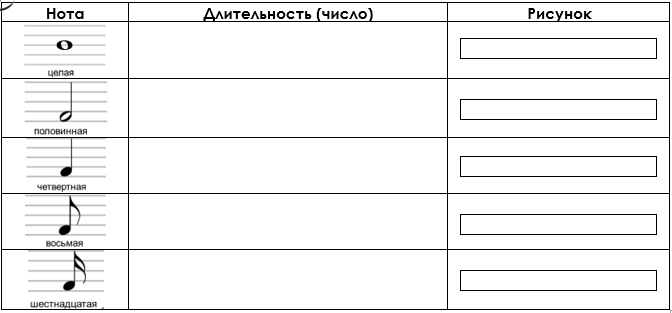 Нота Длительность (число) Рисунок
целая
половинная
четвертная
восьмая
шестнадцатая